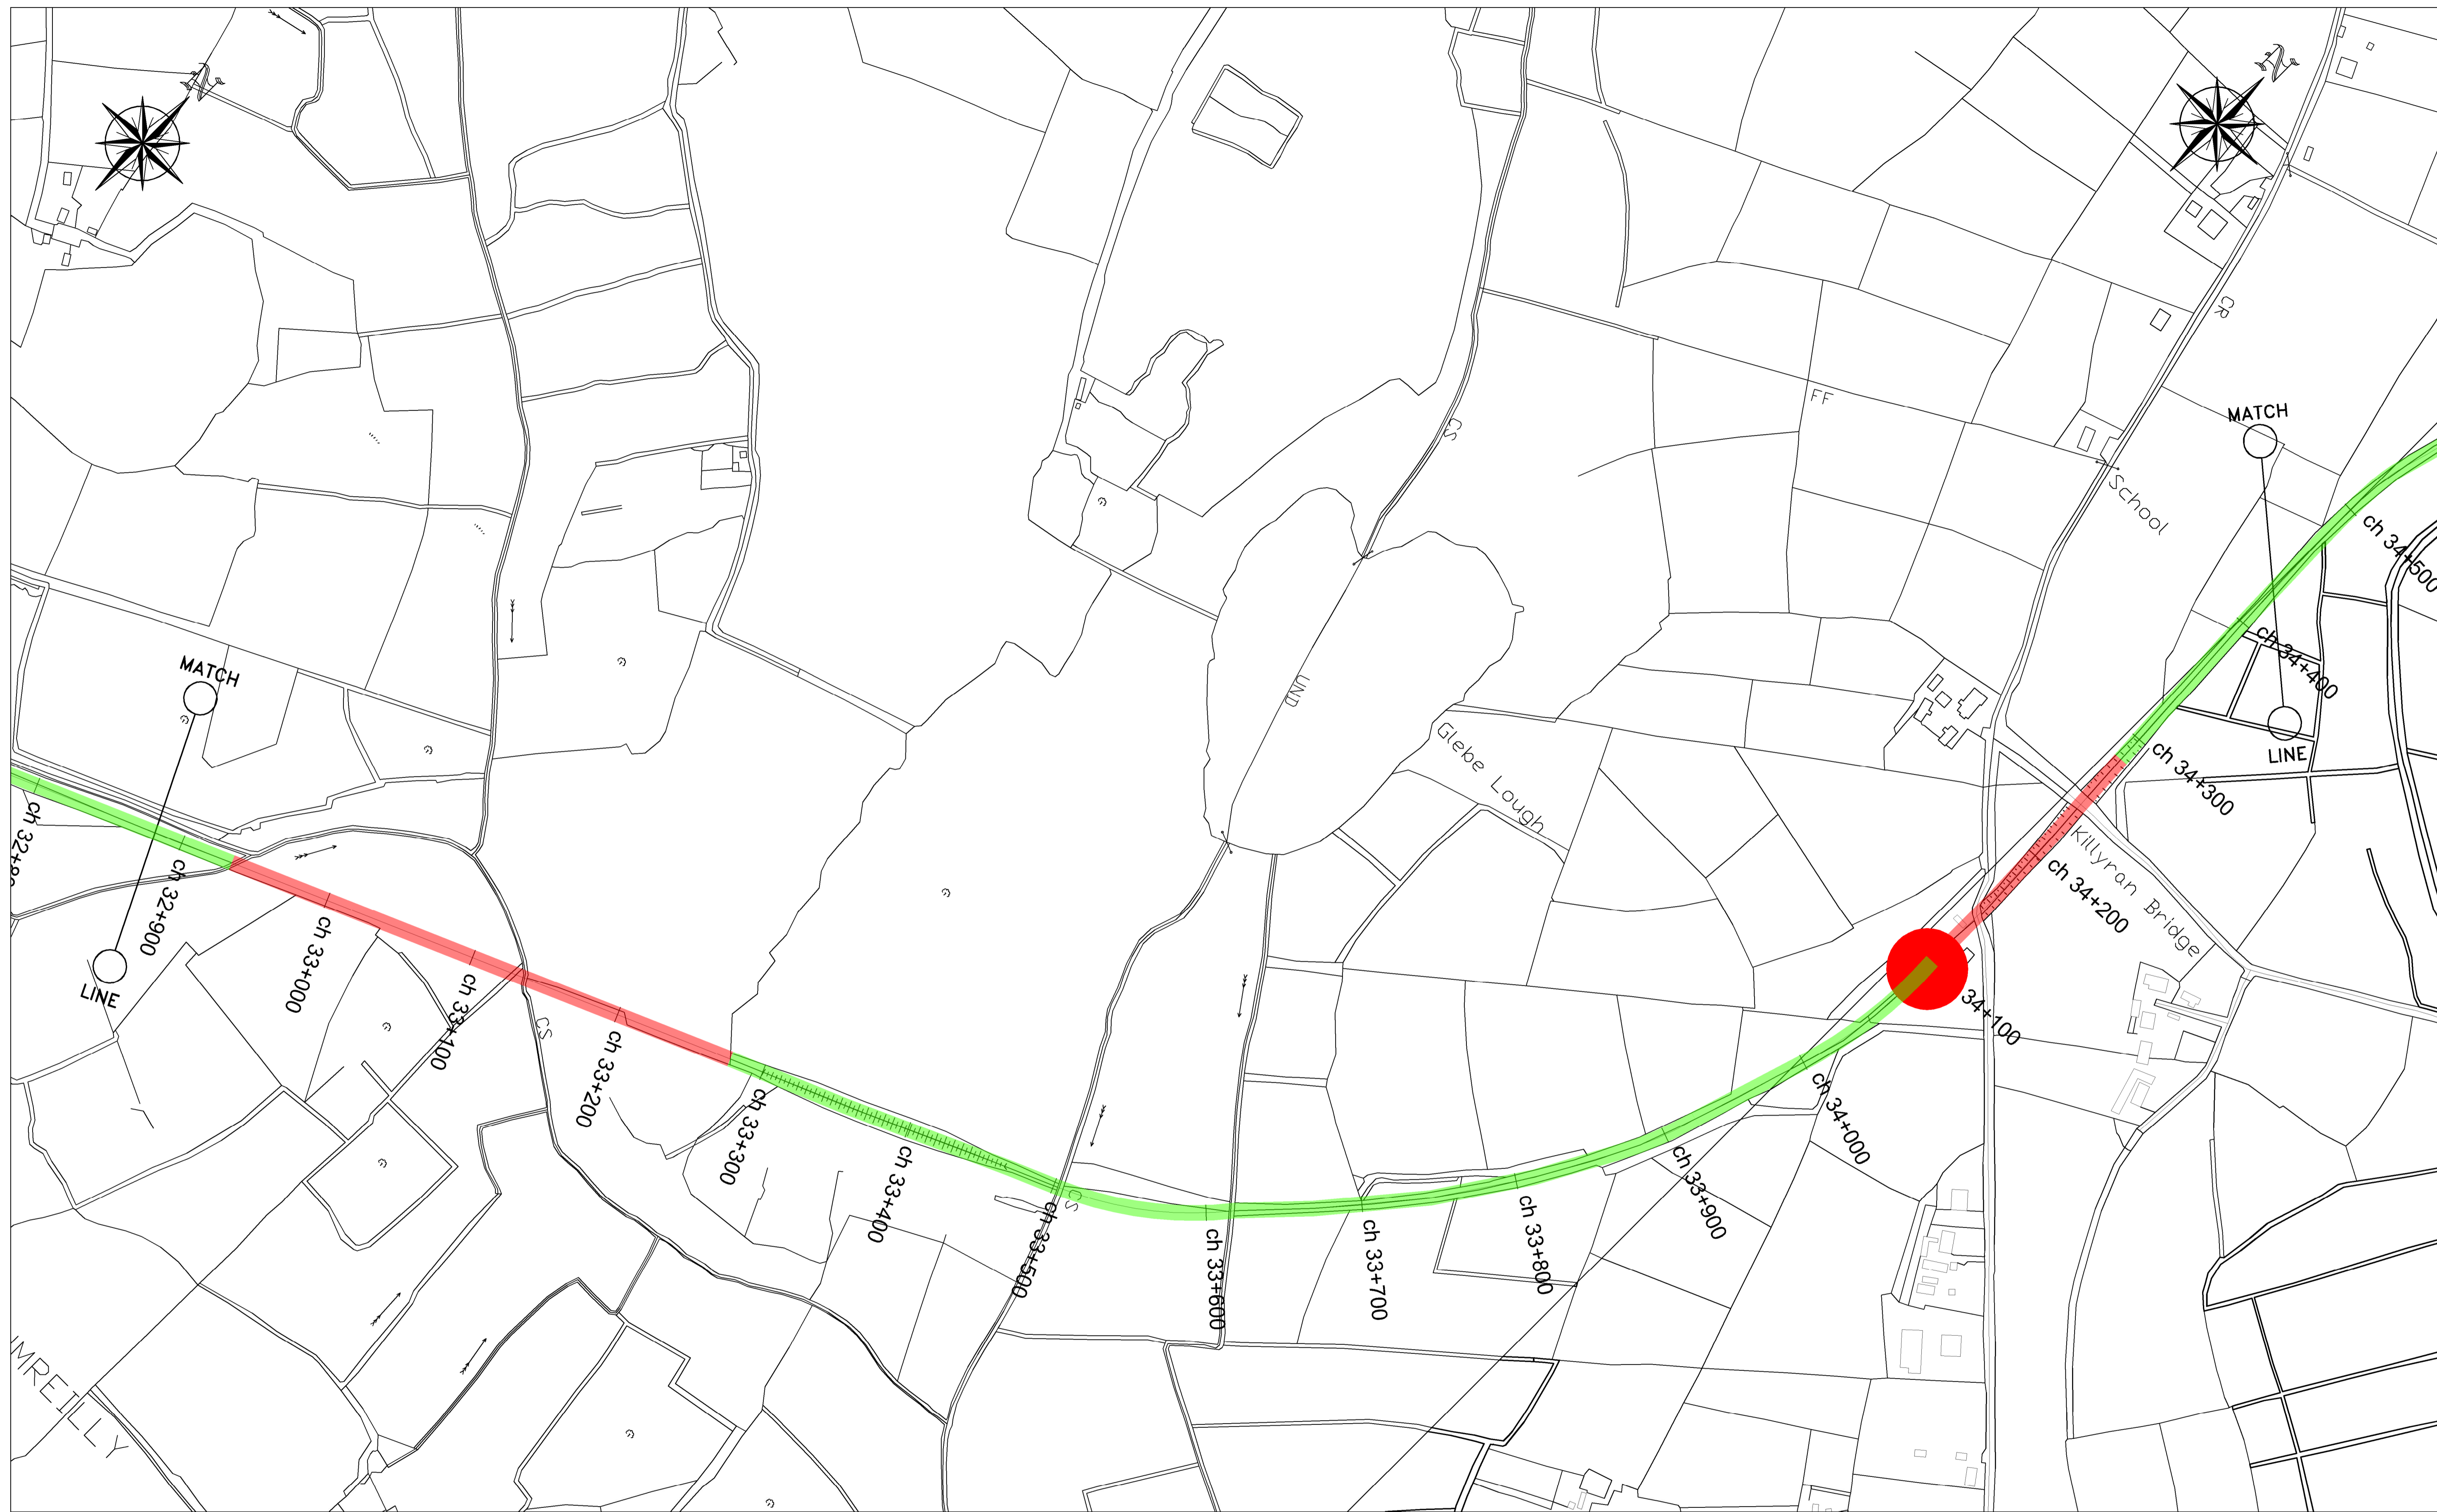 N
N
CR
FF
MATCH
CS
School
ch 34+500
ch 34+400
MATCH
UND
LINE
Glebe Lough
ch 34+300
Killyran Bridge
ch 34+200
ch 32+900
ch 33+000
LINE
34+100
ch 33+100
CS
ch 33+200
ch 34+000
ch 33+300
ch 33+400
ch 33+900
CS
ch 33+500
ch 33+600
ch 33+700
ch 33+800
MREILLY